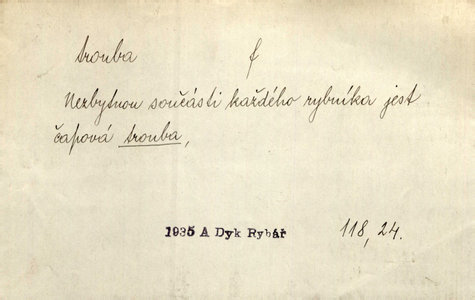 trouba f
Nezbytnou součástí každého rybníka jest
čapová trouba,
1935 A Dyk Rybář 118, 24.